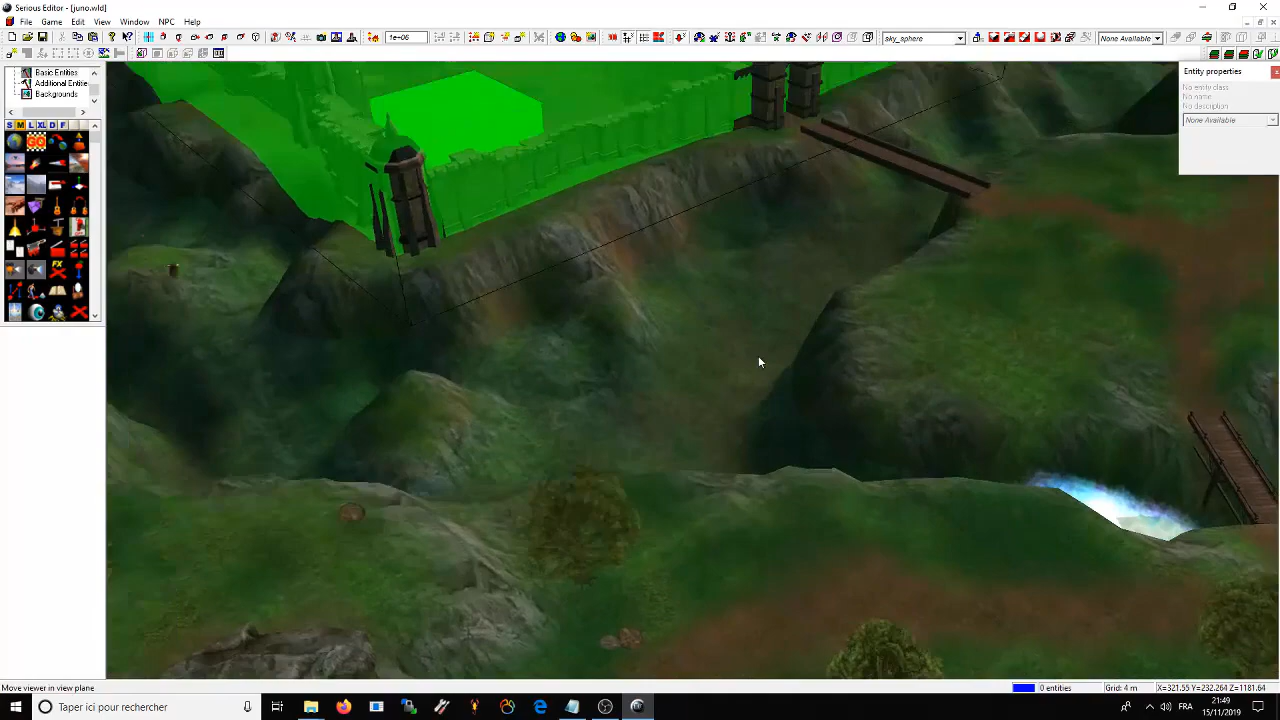 Serious Editor - [juno.wld]
File Game Edit View Window NPC Help
1e+06
sky_sphere
None Available
Basic Entities
Additional Entitie
Backgrounds
S M L XL D F
GO
FX
Entity properties
No entity class
No name
No description
None Available
Move viewer in view plane
0 entities
Grid: 4 m
X=321.55 Y=232.264 Z=1181.64
Taper ici pour rechercher
FRA
21:49
15/11/2019